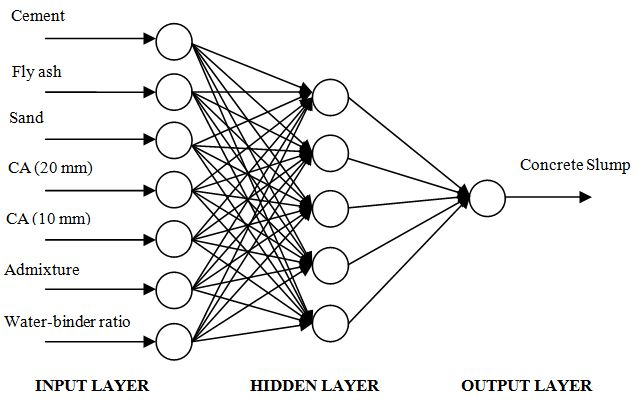 Cement
Fly ash
Sand
CA (20 mm)
CA (10 mm)
Admixture
Water-binder ratio
Concrete Slump
INPUT LAYER
HIDDEN LAYER
OUTPUT LAYER